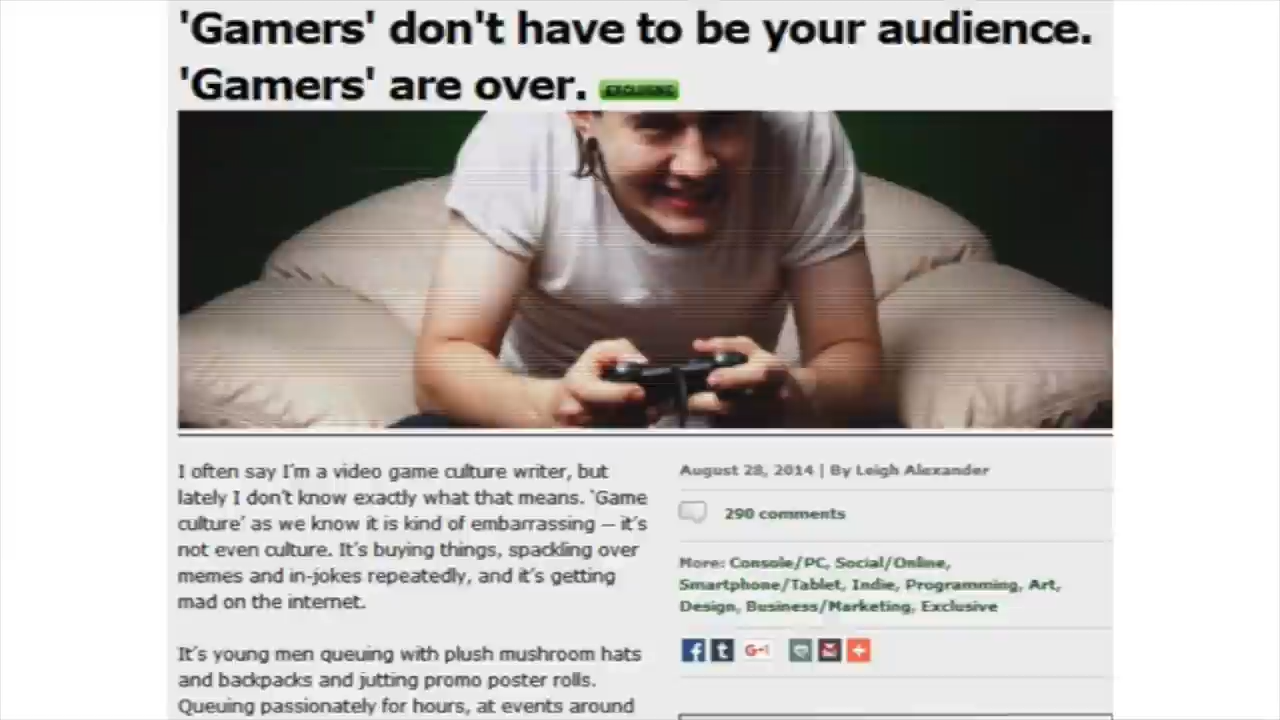 'Gamers' don't have to be your audience.
'Gamers' are over. EXCLUSIVE
I often say I'm a video game culture writer, but
lately I don't know exactly what that means. 'Game
culture' as we know it is kind of embarrassing -- it's
not even culture. It's buying things, spackling over
memes and in-jokes repeatedly, and it's getting
mad on the internet.
It's young men queuing with plush mushroom hats
and backpacks and jutting promo poster rolls.
Queuing passionately for hours, at events around
August 28, 2014 | By Leigh Alexander
290 comments
More: Console/PC, Social/Online,
Smartphone/Tablet, Indie, Programming, Art,
Design, Business/Marketing, Exclusive
G+1